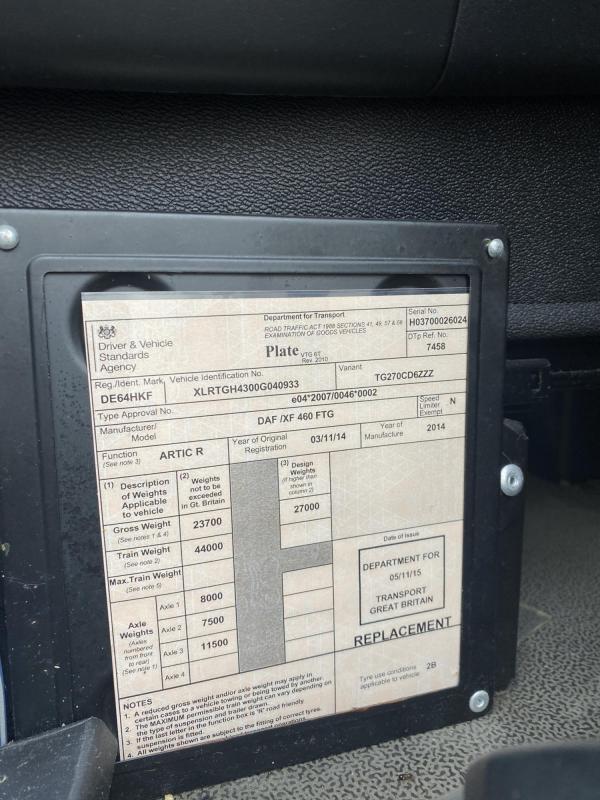 Driver & Vehicle
Standards
Agency
Department for Transport
ROAD TRAFFIC ACT 1988 SECTIONS 41, 49, 57 & 58
EXAMINATION OF GOODS VEHICLES
Plate VTG 6T
Rev. 2010
Serial No.
H03700026024
DTp Ref. No.
7458
Reg./Ident. Mark
DE64HKF
Vehicle Identification No.
XLRTGH4300G040933
Variant
TG270CD6ZZZ
Type Approval No.
e04*2007/0046*0002
Manufacturer/
Model
DAF /XF 460 FTG
Speed
Limiter
Exempt
N
Function
(See note 3)
ARTIC R
Year of Original
Registration
03/11/14
Year of
Manufacture
2014
(1) Description
of Weights
Applicable
to vehicle
(2)
Weights
not to be
exceeded
in Gt. Britain
(3) Design
Weights
(if higher than
shown in
column 2)
Gross Weight
(See notes 1 & 4)
23700
27000
Train Weight
(See note 2)
44000
Max.Train Weight
(See note 5)
Axle
Weights
(Axles
numbered
from front
to rear)
(See note 1)
Axle 1
8000
Axle 2
7500
Axle 3
11500
Axle 4
Date of Issue
DEPARTMENT FOR
05/11/15
TRANSPORT
GREAT BRITAIN
REPLACEMENT
Tyre use conditions
applicable to vehicle
2B
NOTES
1. A reduced gross weight and/or axle weight may apply in
certain cases to a vehicle towing or being towed by another.
2. The MAXIMUM permissible train weight can vary depending on
the type of suspension and trailer drawn.
3. If the last letter in the function box is 'R' road friendly
suspension is fitted.
4. All weights shown are subject to the fitting of correct tyres.